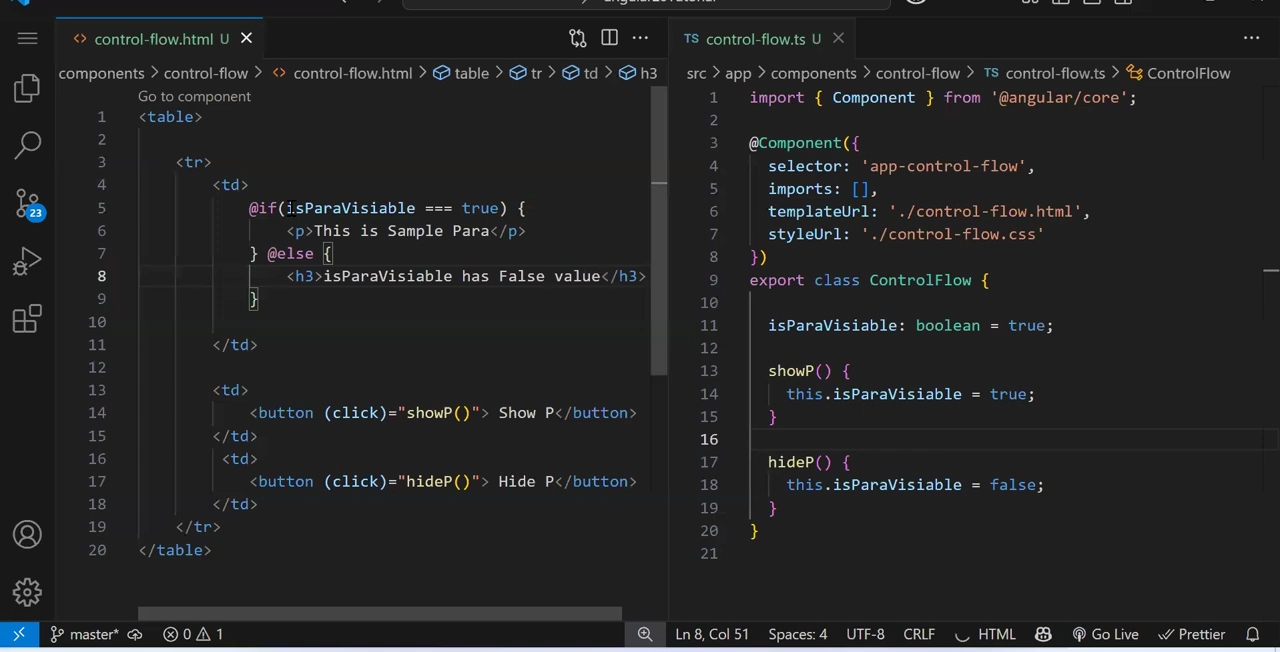 control-flow.html U
TS control-flow.ts U
components > control-flow > control-flow.html > table > tr > td > h3
src > app > components > control-flow > TS control-flow.ts > ControlFlow
Go to component
1 <table>
2
3 <tr>
4 <td>
5 @if(isParaVisiable === true) {
6 <p>This is Sample Para</p>
7 } @else {
8 <h3>isParaVisiable has False value</h3>
9 }
10
11 </td>
12
13 <td>
14 <button (click)="showP()"> Show P</button>
15 </td>
16 <td>
17 <button (click)="hideP()"> Hide P</button>
18 </td>
19 </tr>
20 </table>
1 import { Component } from '@angular/core';
2
3 @Component({
4 selector: 'app-control-flow',
5 imports: [],
6 templateUrl: './control-flow.html',
7 styleUrl: './control-flow.css'
8 })
9 export class ControlFlow {
10
11 isParaVisiable: boolean = true;
12
13 showP() {
14 this.isParaVisiable = true;
15 }
16
17 hideP() {
18 this.isParaVisiable = false;
19 }
20 }
21
23
master* 0 1 Ln 8, Col 51 Spaces: 4 UTF-8 CRLF HTML Go Live Prettier